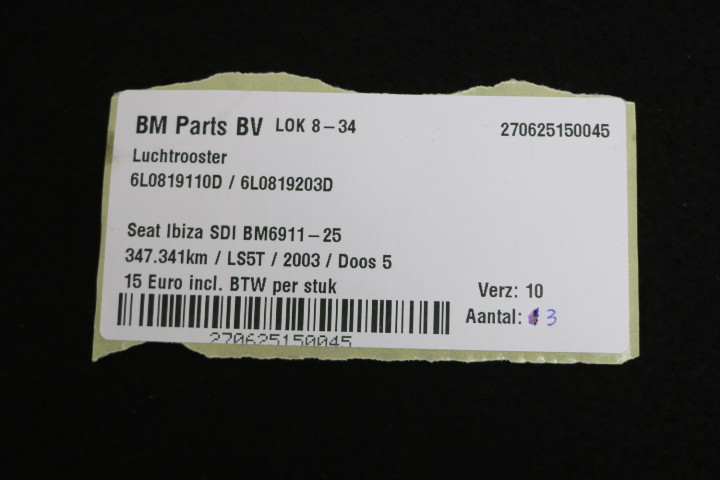 BM Parts BV LOK 8-34 270625150045
Luchtrooster
6L0819110D / 6L0819203D
Seat Ibiza SDI BM6911-25
347.341km / LS5T / 2003 / Doos 5
15 Euro incl. BTW per stuk Verz: 10
Aantal: 3
270625150045